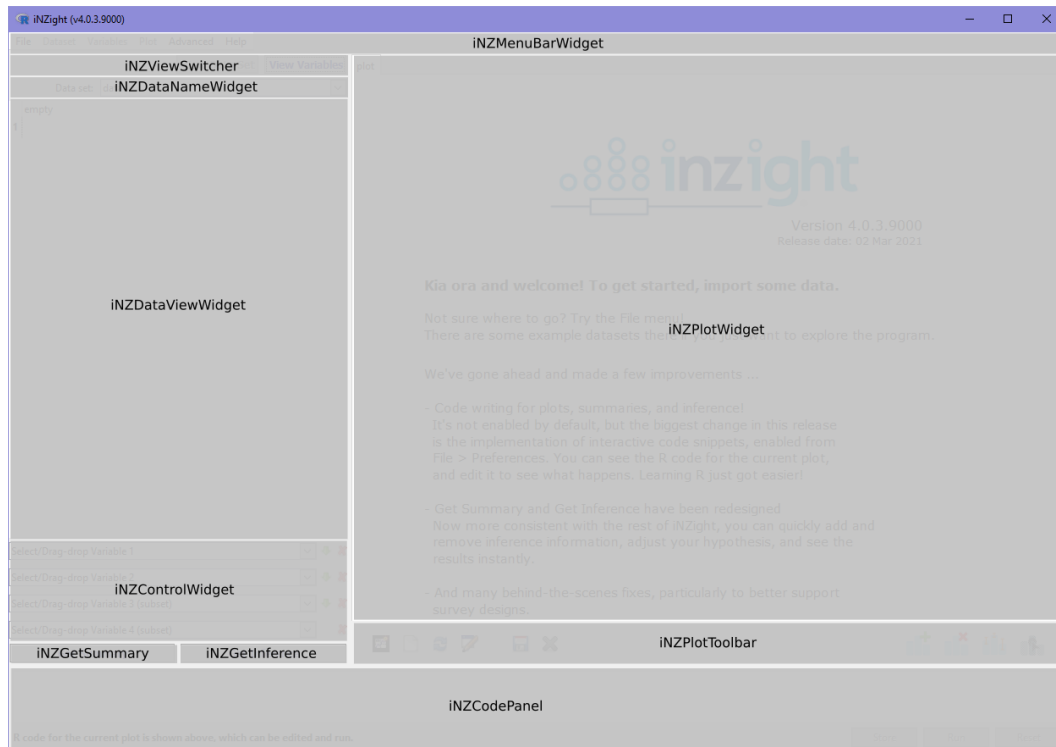 iNZight (v4.0.3.9000)
File Dataset Variables Plot Advanced Help
iNZMenuBarWidget
iNZViewSwitcher
View Variables
plot
Data set
iNZDataNameWidget
empty
1
inzight
Version 4.0.3.9000
Release date: 02 Mar 2021
Kia ora and welcome! To get started, import some data.
Not sure where to go? Try the File menu!
There are some example datasets there if you just want to explore the program.
iNZDataViewWidget
iNZPlotWidget
We've gone ahead and made a few improvements ...
- Code writing for plots, summaries, and inference!
It's not enabled by default, but the biggest change in this release
is the implementation of interactive code snippets, enabled from
File > Preferences. You can see the R code for the current plot,
and edit it to see what happens. Learning R just got easier!
- Get Summary and Get Inference have been redesigned
Now more consistent with the rest of iNZight, you can quickly add and
remove inference information, adjust your hypothesis, and see the
results instantly.
- And many behind-the-scenes fixes, particularly to better support
survey designs.
Select/Drag-drop Variable 1
Select/Drag-drop Variable 2
iNZControlWidget
Select/Drag-drop Variable 3 (subset)
Select/Drag-drop Variable 4 (subset)
iNZGetSummary
iNZGetInference
iNZPlotToolbar
iNZCodePanel
R code for the current plot is shown above, which can be edited and run.